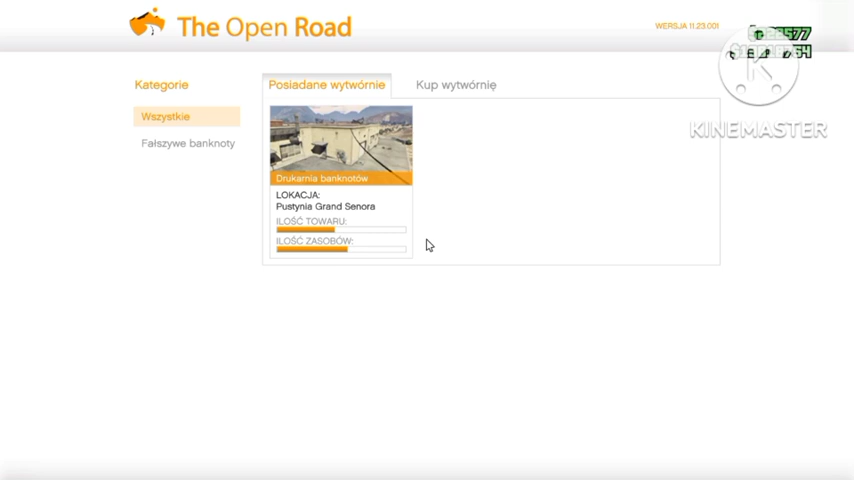 The Open Road
WERSJA 11.23.001
KINEMASTER
Kategorie
Wszystkie
Fałszywe banknoty
Posiadane wytwórnie
Kup wytwórnię
Drukarnia banknotów
LOKACJA:
Pustynia Grand Senora
ILOŚĆ TOWARU:
ILOŚĆ ZASOBÓW: